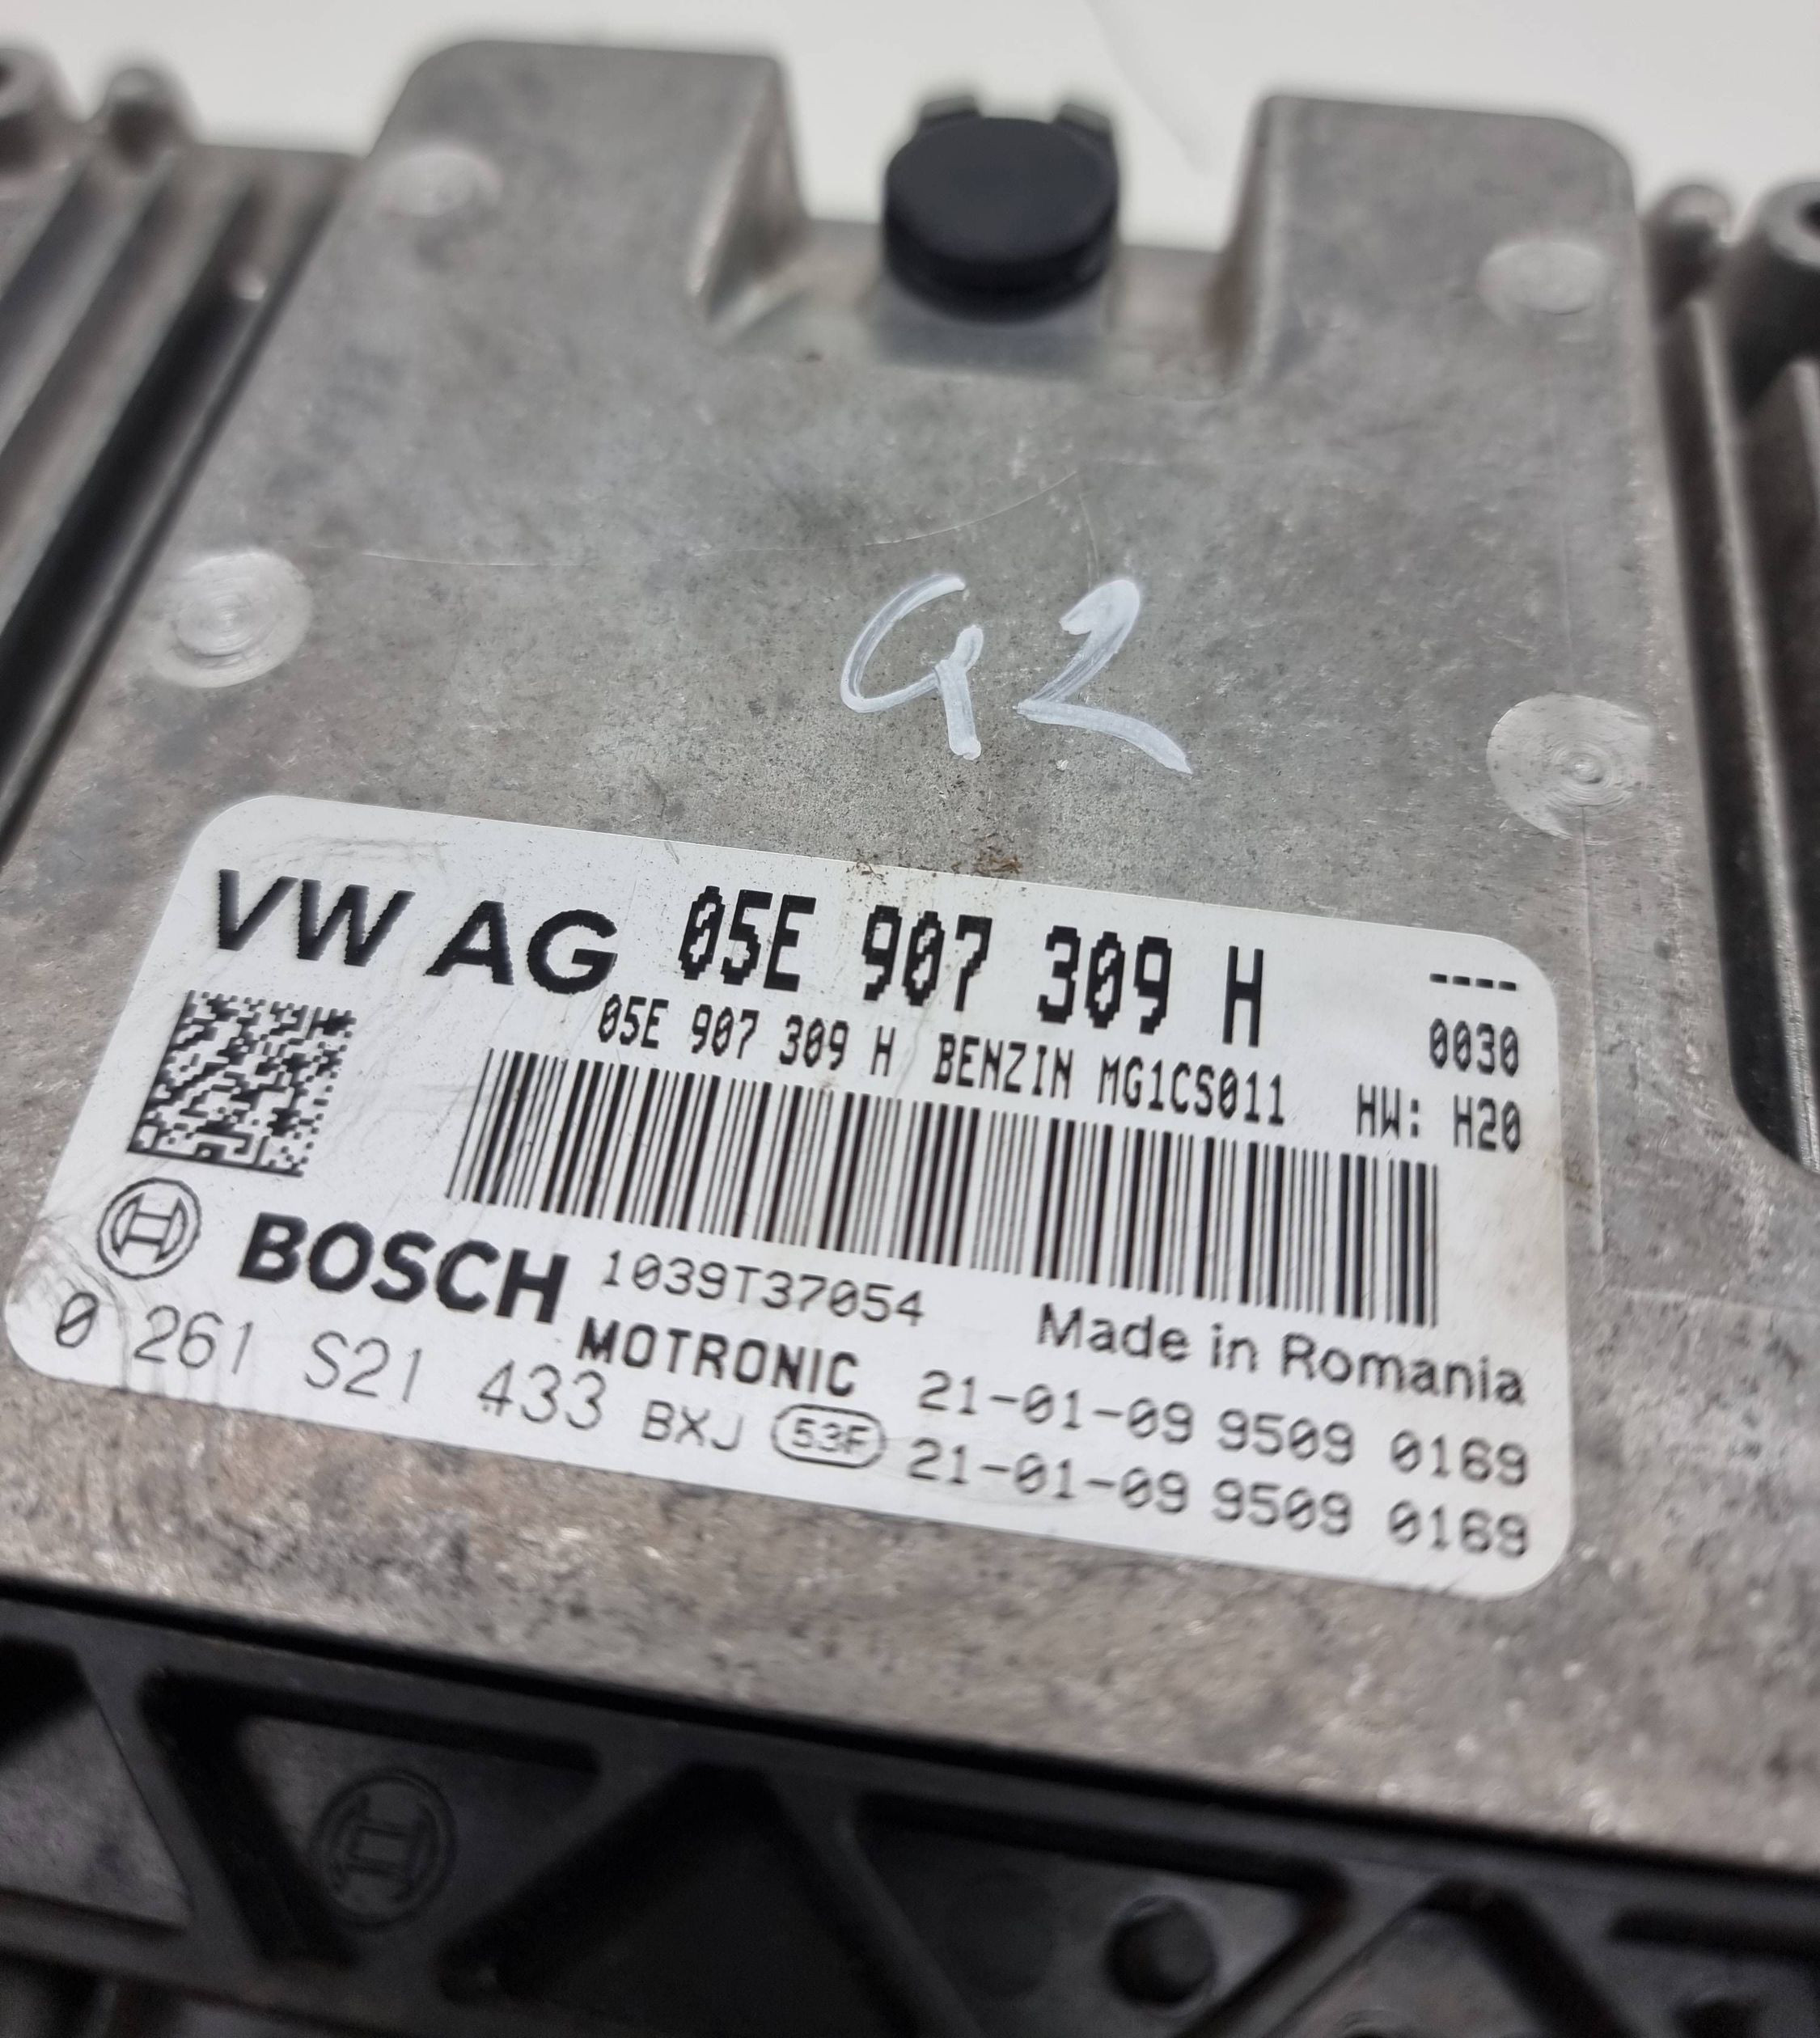 G2
VW AG 05E 907 309 H ----
05E 907 309 H BENZIN MG1CS011 0030
HW: H20
BOSCH 1039T37054 Made in Romania
MOTRONIC 21-01-09 9509 0169
0 261 S21 433 BXJ 53F 21-01-09 9509 0169